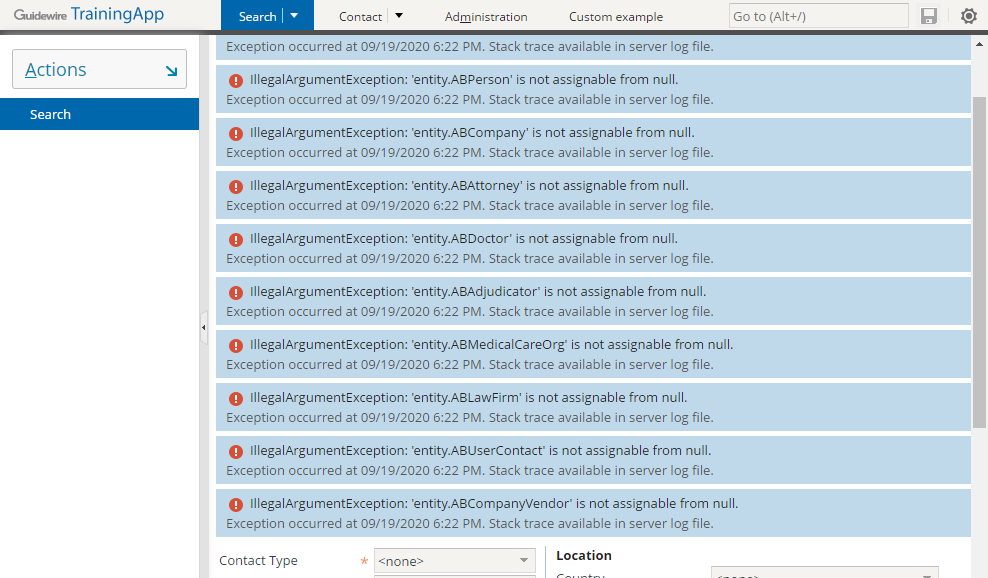 Guidewire TrainingApp
Search
Contact
Administration
Custom example
Go to (Alt+/)
Actions
Search
Exception occurred at 09/19/2020 6:22 PM. Stack trace available in server log file.
IllegalArgumentException: 'entity.ABPerson' is not assignable from null.
Exception occurred at 09/19/2020 6:22 PM. Stack trace available in server log file.
IllegalArgumentException: 'entity.ABCompany' is not assignable from null.
Exception occurred at 09/19/2020 6:22 PM. Stack trace available in server log file.
IllegalArgumentException: 'entity.ABAttorney' is not assignable from null.
Exception occurred at 09/19/2020 6:22 PM. Stack trace available in server log file.
IllegalArgumentException: 'entity.ABDoctor' is not assignable from null.
Exception occurred at 09/19/2020 6:22 PM. Stack trace available in server log file.
IllegalArgumentException: 'entity.ABAdjudicator' is not assignable from null.
Exception occurred at 09/19/2020 6:22 PM. Stack trace available in server log file.
IllegalArgumentException: 'entity.ABMedicalCareOrg' is not assignable from null.
Exception occurred at 09/19/2020 6:22 PM. Stack trace available in server log file.
IllegalArgumentException: 'entity.ABLawFirm' is not assignable from null.
Exception occurred at 09/19/2020 6:22 PM. Stack trace available in server log file.
IllegalArgumentException: 'entity.ABUserContact' is not assignable from null.
Exception occurred at 09/19/2020 6:22 PM. Stack trace available in server log file.
IllegalArgumentException: 'entity.ABCompanyVendor' is not assignable from null.
Exception occurred at 09/19/2020 6:22 PM. Stack trace available in server log file.
Contact Type * <none>
Location
Country <none>